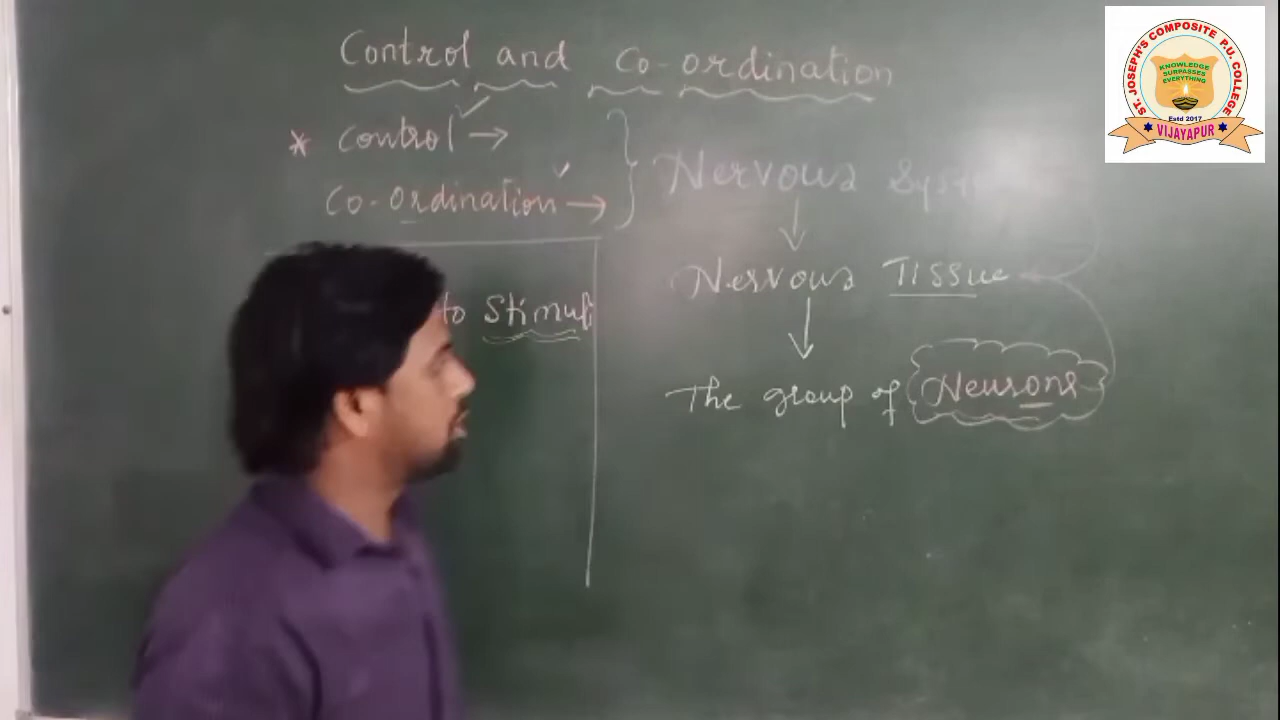 Control and Co-ordination
* Control →
Co-ordination →
Nervous
Nervous Tissue
to Stimuli
The group of Neurons
ST. JOSEPH'S COMPOSITE P.U. COLLEGE
KNOWLEDGE
SURPASSES
EVERYTHING
Estd 2017
VIJAYAPUR